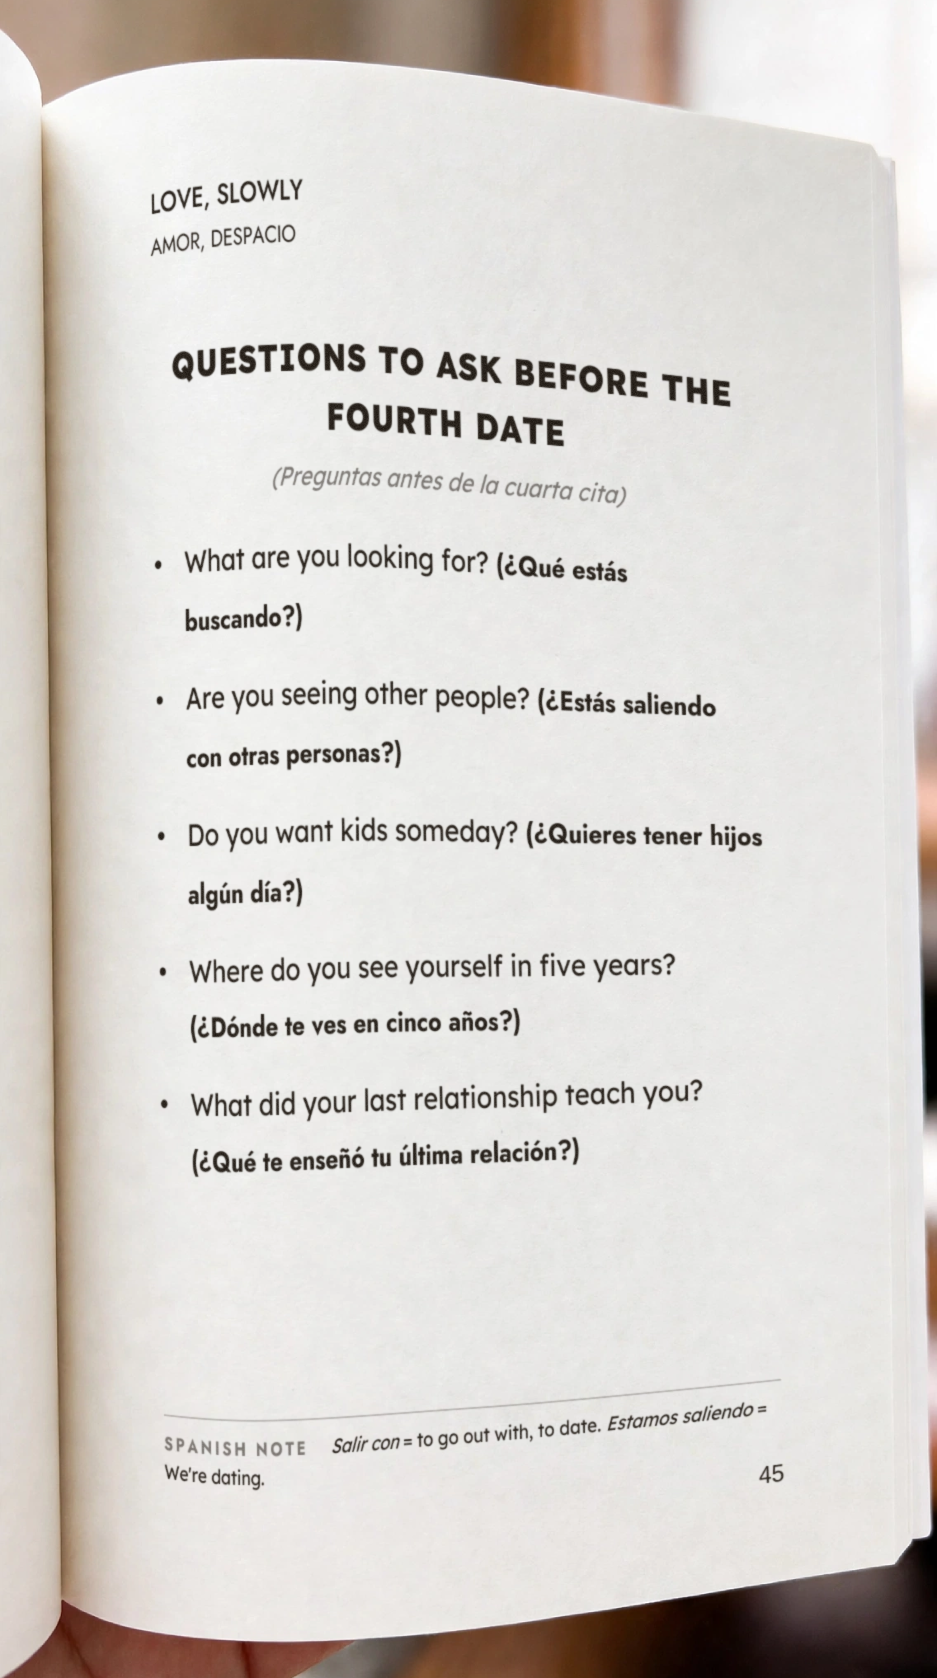 LOVE, SLOWLY
AMOR, DESPACIO
QUESTIONS TO ASK BEFORE THE
FOURTH DATE
(Preguntas antes de la cuarta cita)
• What are you looking for? (¿Qué estás
buscando?)
• Are you seeing other people? (¿Estás saliendo
con otras personas?)
• Do you want kids someday? (¿Quieres tener hijos
algún día?)
• Where do you see yourself in five years?
(¿Dónde te ves en cinco años?)
• What did your last relationship teach you?
(¿Qué te enseñó tu última relación?)
SPANISH NOTE Salir con = to go out with, to date. Estamos saliendo =
We're dating.
45